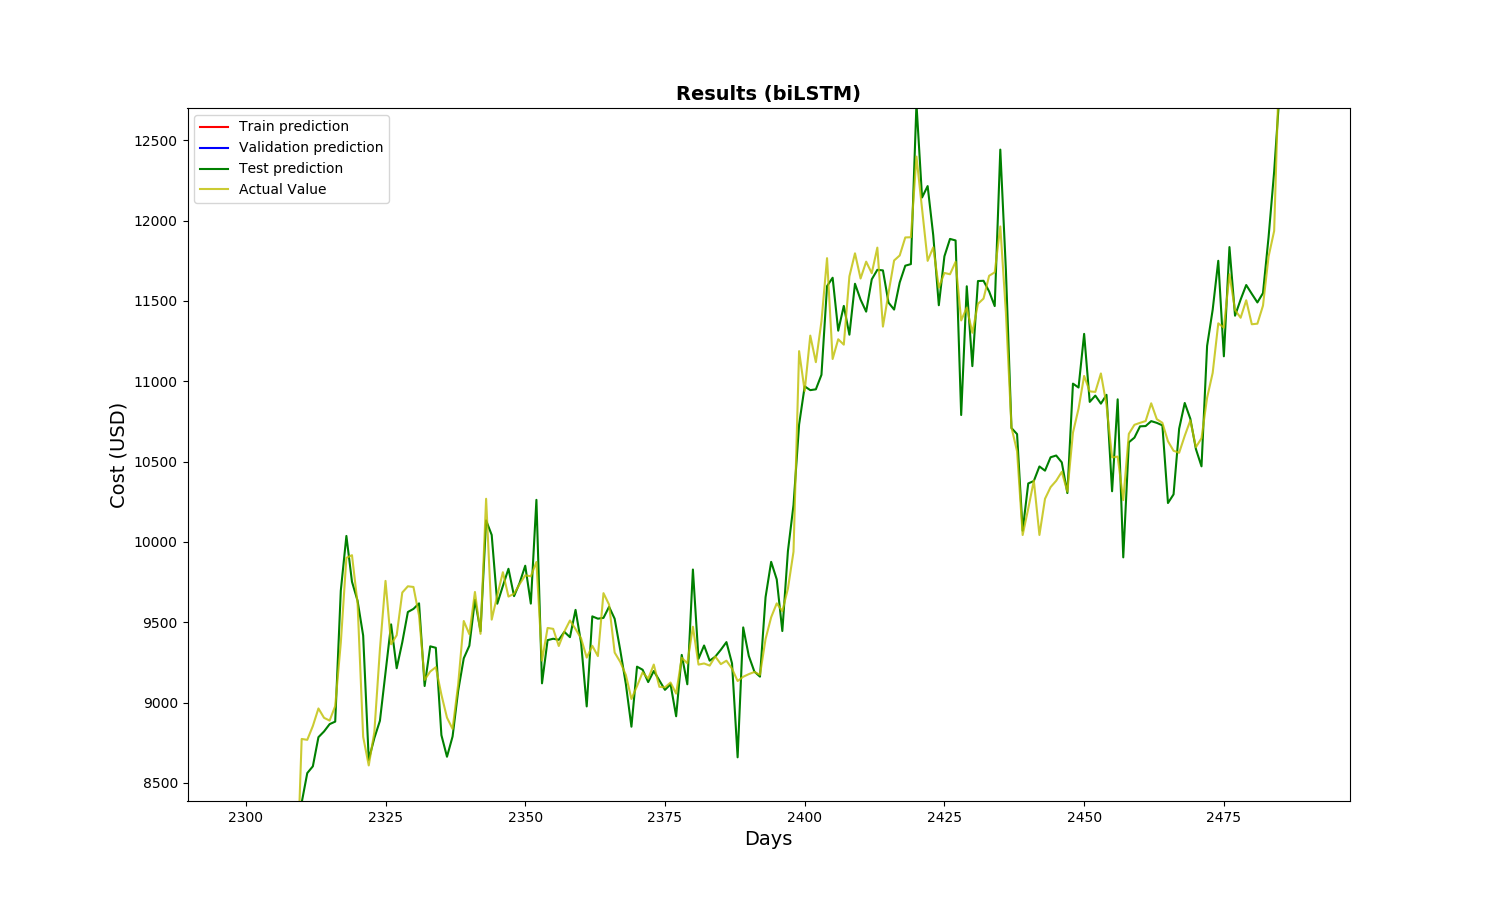 Results (biLSTM)
Train prediction
Validation prediction
Test prediction
Actual Value
12500
12000
11500
11000
10500
10000
9500
9000
8500
Cost (USD)
2300 2325 2350 2375 2400 2425 2450 2475
Days